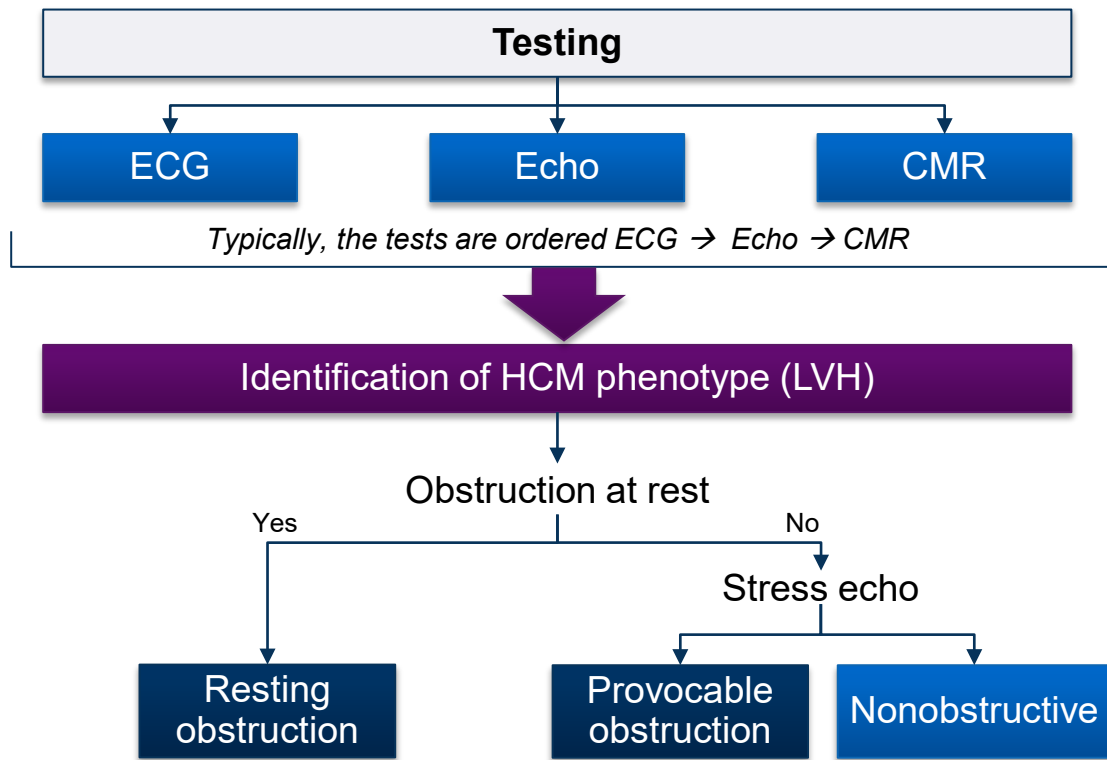 Testing
ECG
Echo
CMR
Typically, the tests are ordered ECG → Echo → CMR
Identification of HCM phenotype (LVH)
Obstruction at rest
Yes
No
Stress echo
Resting
obstruction
Provocable
obstruction
Nonobstructive